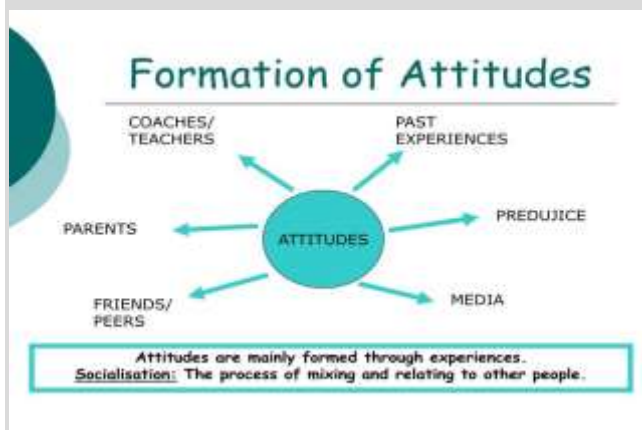 Formation of Attitudes
COACHES/
TEACHERS
PAST
EXPERIENCES
PARENTS
ATTITUDES
PREDUJICE
FRIENDS/
PEERS
MEDIA
Attitudes are mainly formed through experiences.
Socialisation: The process of mixing and relating to other people.